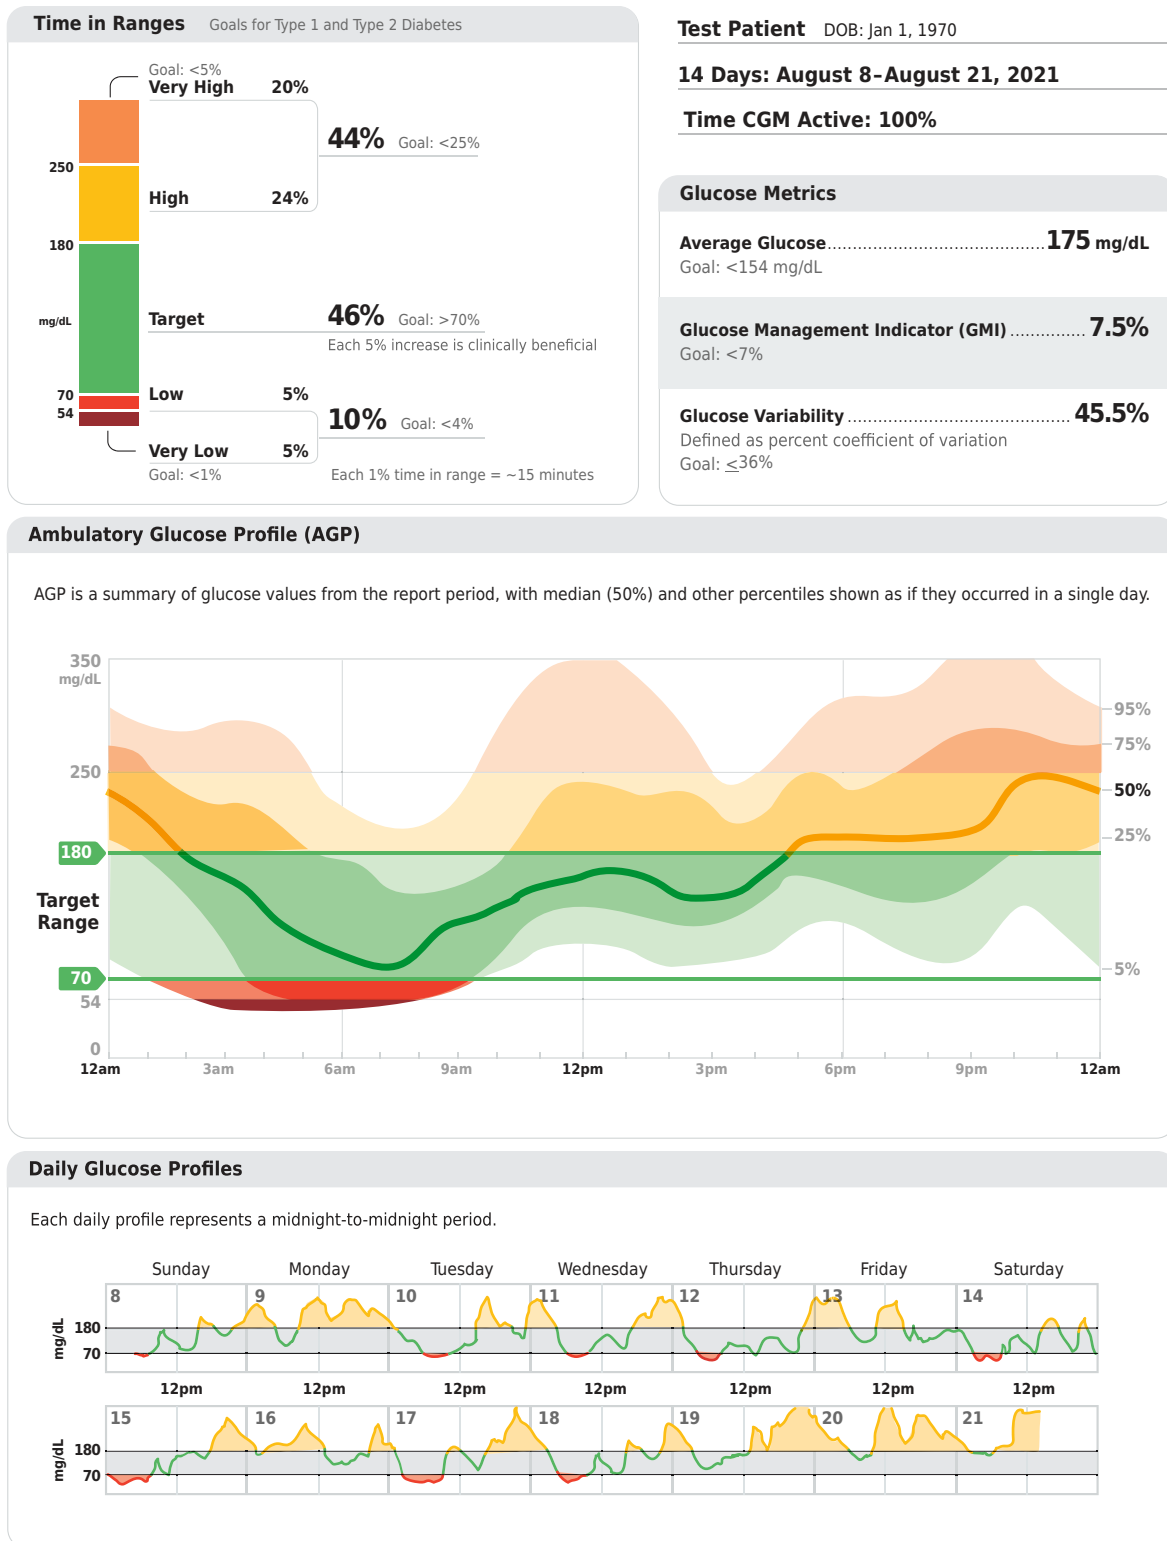 Time in Ranges Goals for Type 1 and Type 2 Diabetes
Goal: <5%
Very High 20%
44% Goal: <25%
250
High 24%
180
Target 46% Goal: >70%
mg/dL
Each 5% increase is clinically beneficial
70
Low 5%
54
10% Goal: <4%
Very Low 5%
Goal: <1%
Each 1% time in range = ~15 minutes
Test Patient DOB: Jan 1, 1970
14 Days: August 8–August 21, 2021
Time CGM Active: 100%
Glucose Metrics
Average Glucose...........................................175 mg/dL
Goal: <154 mg/dL
Glucose Management Indicator (GMI)...............7.5%
Goal: <7%
Glucose Variability............................................45.5%
Defined as percent coefficient of variation
Goal: <36%
Ambulatory Glucose Profile (AGP)
AGP is a summary of glucose values from the report period, with median (50%) and other percentiles shown as if they occurred in a single day.
350
mg/dL
250
180
Target
Range
70
54
0
95%
75%
50%
25%
5%
12am 3am 6am 9am 12pm 3pm 6pm 9pm 12am
Daily Glucose Profiles
Each daily profile represents a midnight-to-midnight period.
Sunday Monday Tuesday Wednesday Thursday Friday Saturday
8 9 10 11 12 13 14
mg/dL
180
70
12pm 12pm 12pm 12pm 12pm 12pm 12pm
15 16 17 18 19 20 21
mg/dL
180
70